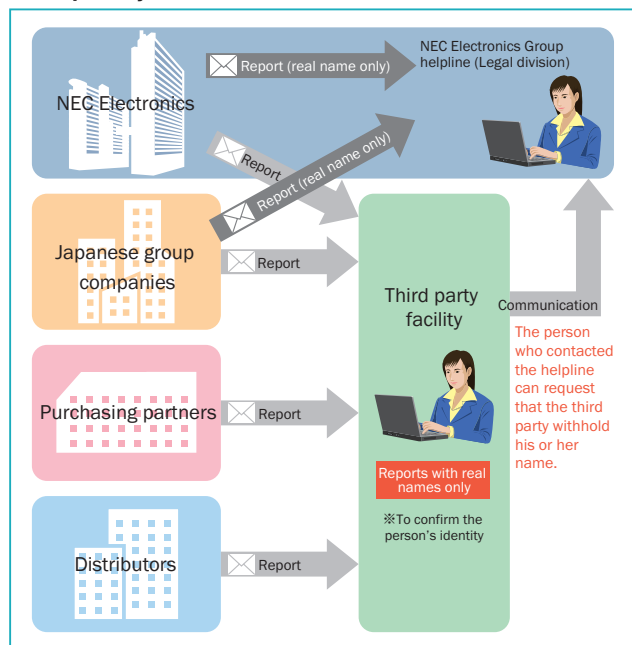 NEC Electronics
Report (real name only)
NEC Electronics Group
helpline (Legal division)
Report
Report (real name only)
Japanese group
companies
Report
Third party
facility
Communication
The person
who contacted
the helpline
can request
that the third
party withhold
his or her
name.
Purchasing partners
Report
Reports with real
names only
※To confirm the
person's identity
Distributors
Report